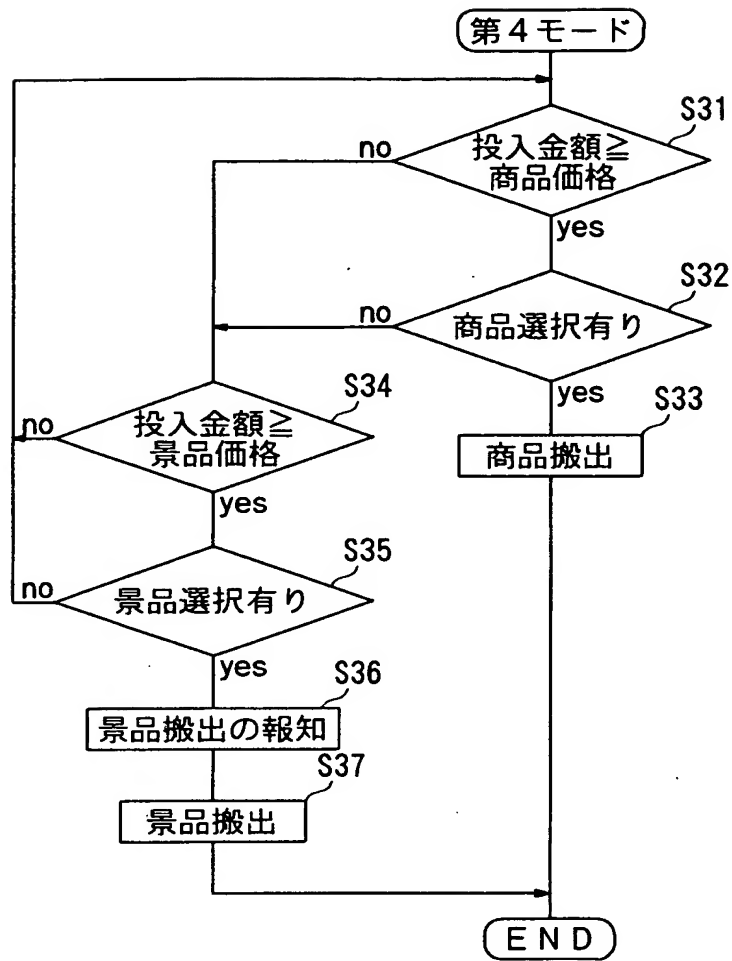 第4モード
S31
投入金額≧
商品価格
no
yes
S32
商品選択有り
no
yes
S33
商品搬出
S34
投入金額≧
景品価格
no
yes
S35
景品選択有り
no
yes
S36
景品搬出の報知
S37
景品搬出
END